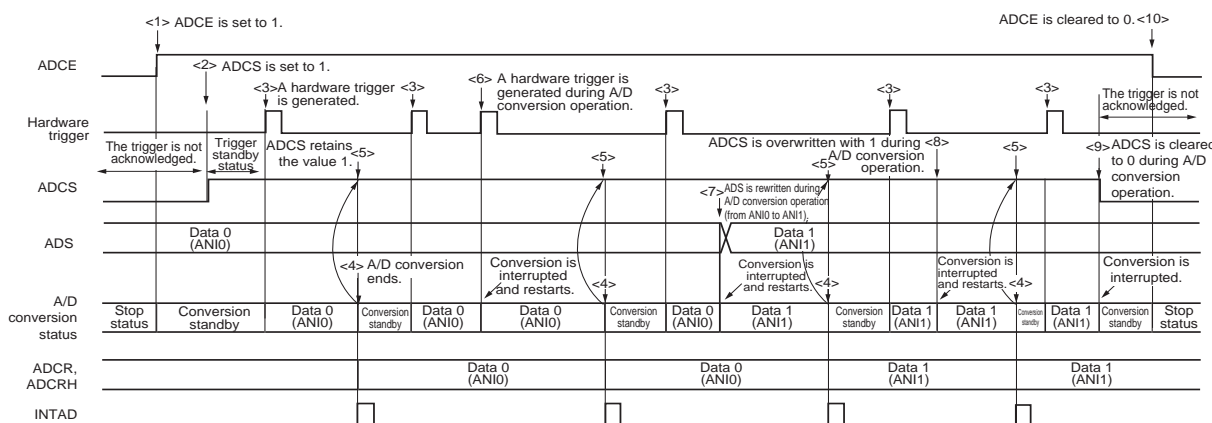 <1> ADCE is set to 1.
ADCE is cleared to 0.<10>
ADCE
<2> ADCS is set to 1.
<3> A hardware trigger
is generated.
<3>
<6> A hardware trigger is
generated during A/D
conversion operation.
<3>
<3>
<3>
The trigger is not
acknowledged.
Hardware
trigger
The trigger is not
acknowledged.
Trigger
standby
status
ADCS retains
the value 1.
<5>
<5>
ADCS is overwritten with 1 during
A/D conversion
operation.
<5>
<8>
<5>
<9> ADCS is cleared
to 0 during A/D
conversion
operation.
ADCS
<7> ADS is rewritten during
A/D conversion operation
(from ANI0 to ANI1).
ADS
Data 0
(ANI0)
Data 1
(ANI1)
<4> A/D conversion
ends.
Conversion is
interrupted
and restarts.
<4>
Conversion is
interrupted
and restarts.
<4>
Conversion is
interrupted
and restarts.
<4>
Conversion is
interrupted.
A/D
conversion
status
Stop
status
Conversion
standby
Data 0
(ANI0)
Conversion
standby
Data 0
(ANI0)
Data 0
(ANI0)
Conversion
standby
Data 0
(ANI0)
Data 1
(ANI1)
Conversion
standby
Data 1
(ANI1)
Data 1
(ANI1)
Conversion
standby
Data 1
(ANI1)
Conversion
standby
Stop
status
ADCR,
ADCRH
Data 0
(ANI0)
Data 0
(ANI0)
Data 1
(ANI1)
Data 1
(ANI1)
INTAD